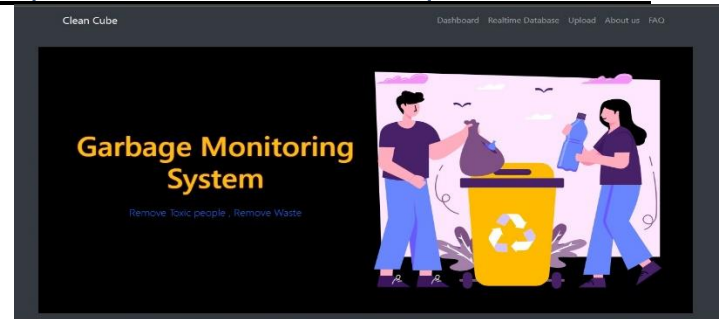 Clean Cube
Dashboard Realtime Database Upload About us FAQ
Garbage Monitoring
System
Remove Toxic people , Remove Waste